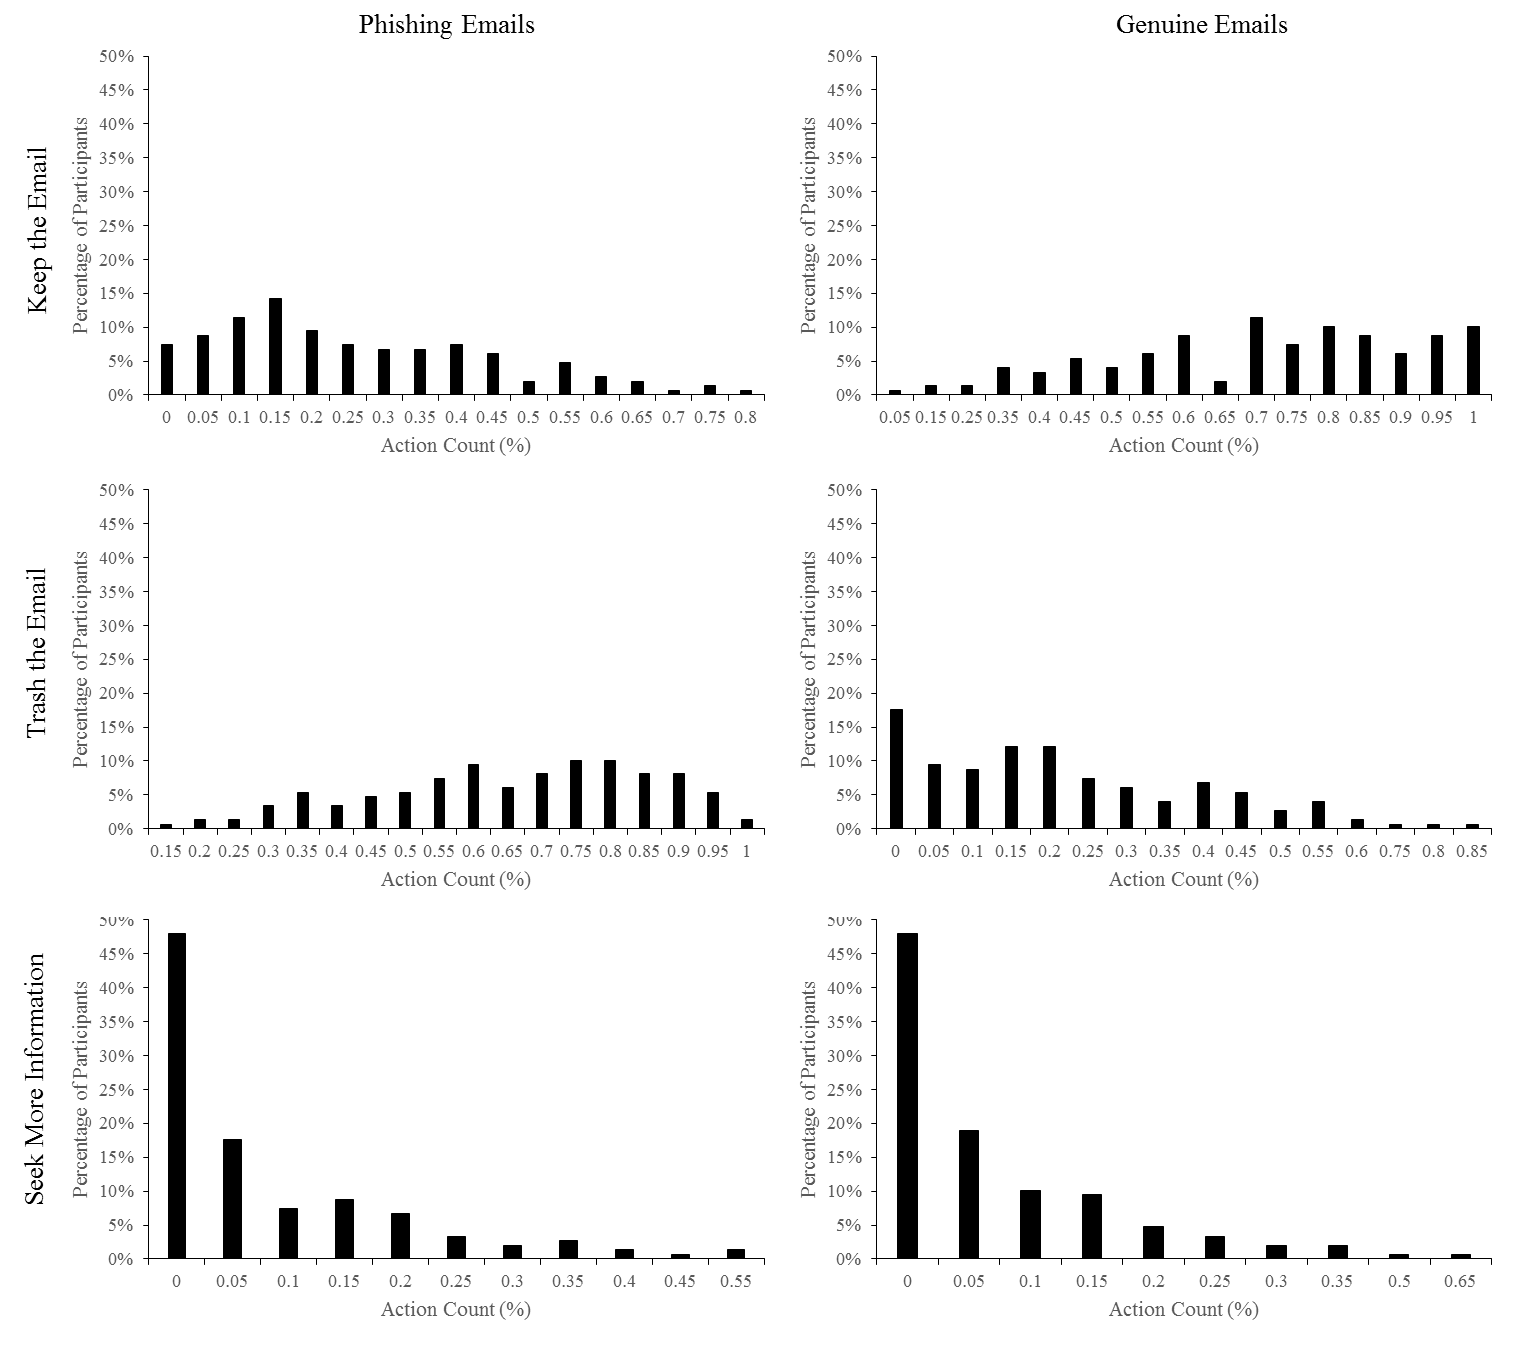 Phishing Emails
Genuine Emails
Keep the Email
Percentage of Participants
50%
45%
40%
35%
30%
25%
20%
15%
10%
5%
0%
0 0.05 0.1 0.15 0.2 0.25 0.3 0.35 0.4 0.45 0.5 0.55 0.6 0.65 0.7 0.75 0.8
Action Count (%)
Percentage of Participants
50%
45%
40%
35%
30%
25%
20%
15%
10%
5%
0%
0.05 0.15 0.25 0.35 0.4 0.45 0.5 0.55 0.6 0.65 0.7 0.75 0.8 0.85 0.9 0.95 1
Action Count (%)
Trash the Email
Percentage of Participants
50%
45%
40%
35%
30%
25%
20%
15%
10%
5%
0%
0.15 0.2 0.25 0.3 0.35 0.4 0.45 0.5 0.55 0.6 0.65 0.7 0.75 0.8 0.85 0.9 0.95 1
Action Count (%)
Percentage of Participants
50%
45%
40%
35%
30%
25%
20%
15%
10%
5%
0%
0 0.05 0.1 0.15 0.2 0.25 0.3 0.35 0.4 0.45 0.5 0.55 0.6 0.75 0.8 0.85
Action Count (%)
Seek More Information
Percentage of Participants
50%
45%
40%
35%
30%
25%
20%
15%
10%
5%
0%
0 0.05 0.1 0.15 0.2 0.25 0.3 0.35 0.4 0.45 0.55
Action Count (%)
Percentage of Participants
50%
45%
40%
35%
30%
25%
20%
15%
10%
5%
0%
0 0.05 0.1 0.15 0.2 0.25 0.3 0.35 0.5 0.65
Action Count (%)